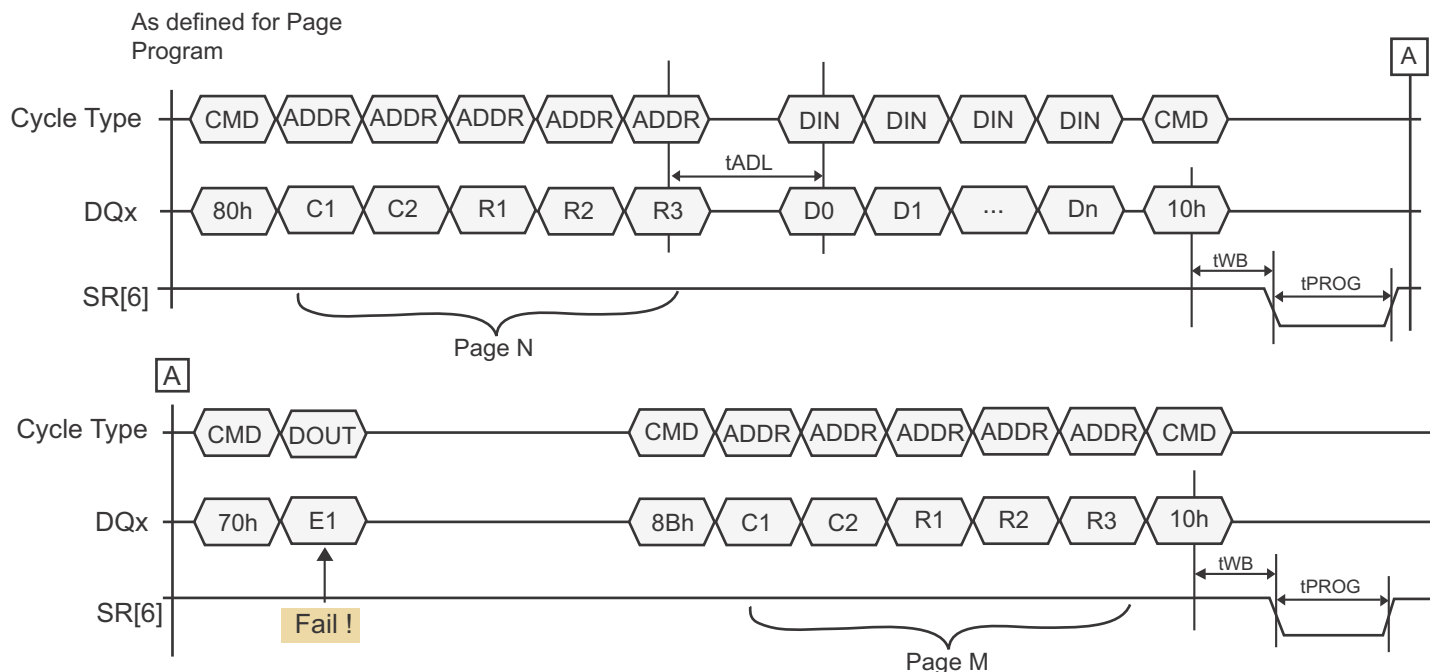 As defined for Page
Program
A
Cycle Type CMD ADDR ADDR ADDR ADDR ADDR DIN DIN DIN DIN CMD
tADL
DQx 80h C1 C2 R1 R2 R3 D0 D1 ... Dn 10h
tWB
tPROG
SR[6]
Page N
A
Cycle Type CMD DOUT CMD ADDR ADDR ADDR ADDR ADDR CMD
DQx 70h E1 8Bh C1 C2 R1 R2 R3 10h
tWB
tPROG
SR[6]
Fail !
Page M